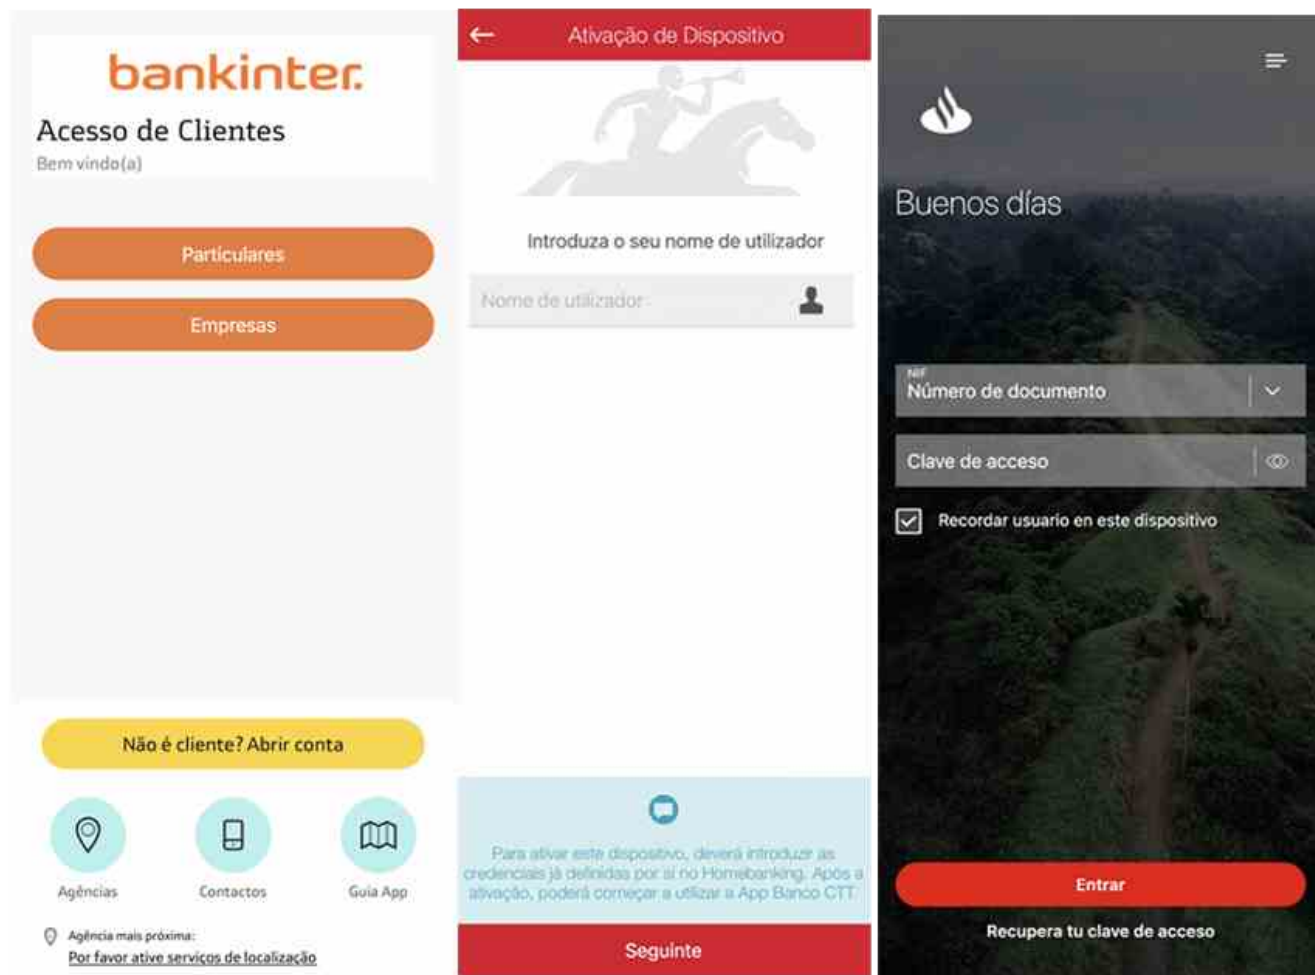 bankinter.
Acesso de Clientes
Bem vindo(a)
Particulares
Empresas
Não é cliente? Abrir conta
Agências
Contactos
Guia App
Agência mais próxima:
Por favor ative serviços de localização
Ativação de Dispositivo
Introduza o seu nome de utilizador
Nome de utilizador
Para ativar este dispositivo, deverá introduzir as
credenciais já definidas por si no Homebanking. Após a
ativação, poderá começar a utilizar a App Banco CTT.
Seguinte
Buenos días
NIF
Número de documento
Clave de acceso
Recordar usuario en este dispositivo
Entrar
Recupera tu clave de acceso